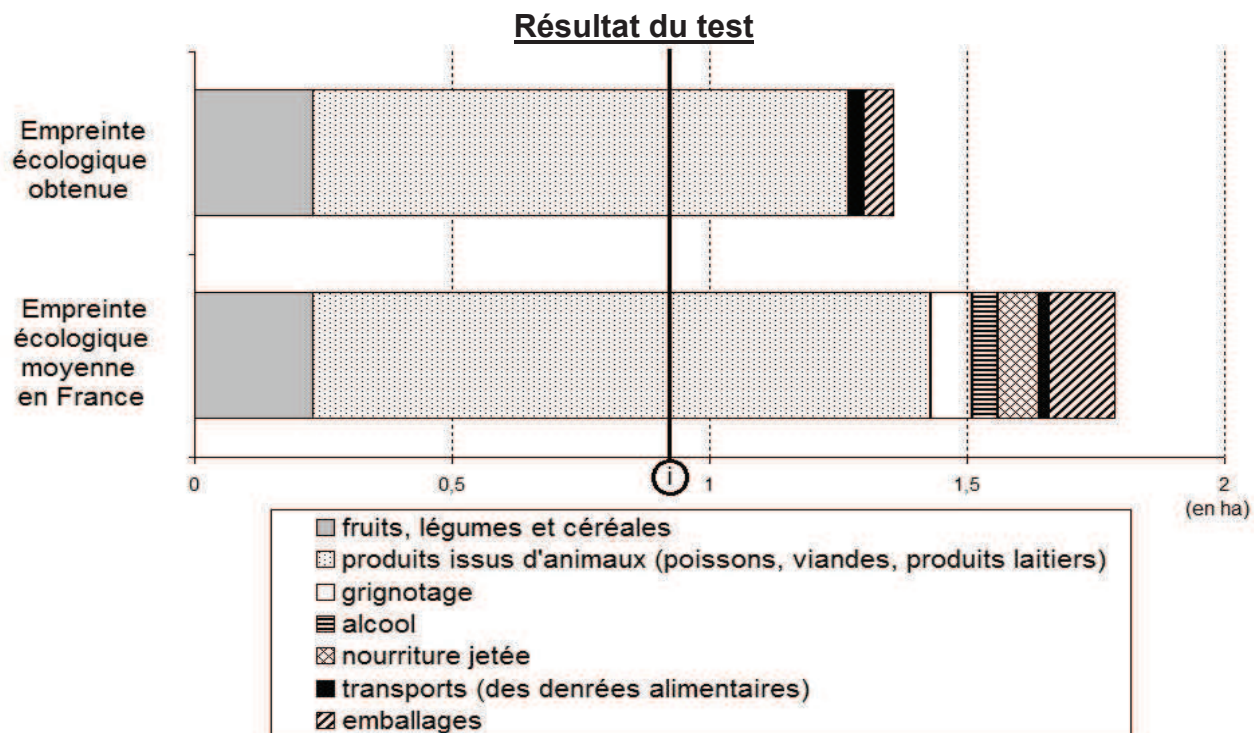 Résultat du test
Empreinte
écologique
obtenue
Empreinte
écologique
moyenne
en France
0
0,5
i
1
1,5
2
(en ha)
fruits, légumes et céréales
produits issus d'animaux (poissons, viandes, produits laitiers)
grignotage
alcool
nourriture jetée
transports (des denrées alimentaires)
emballages